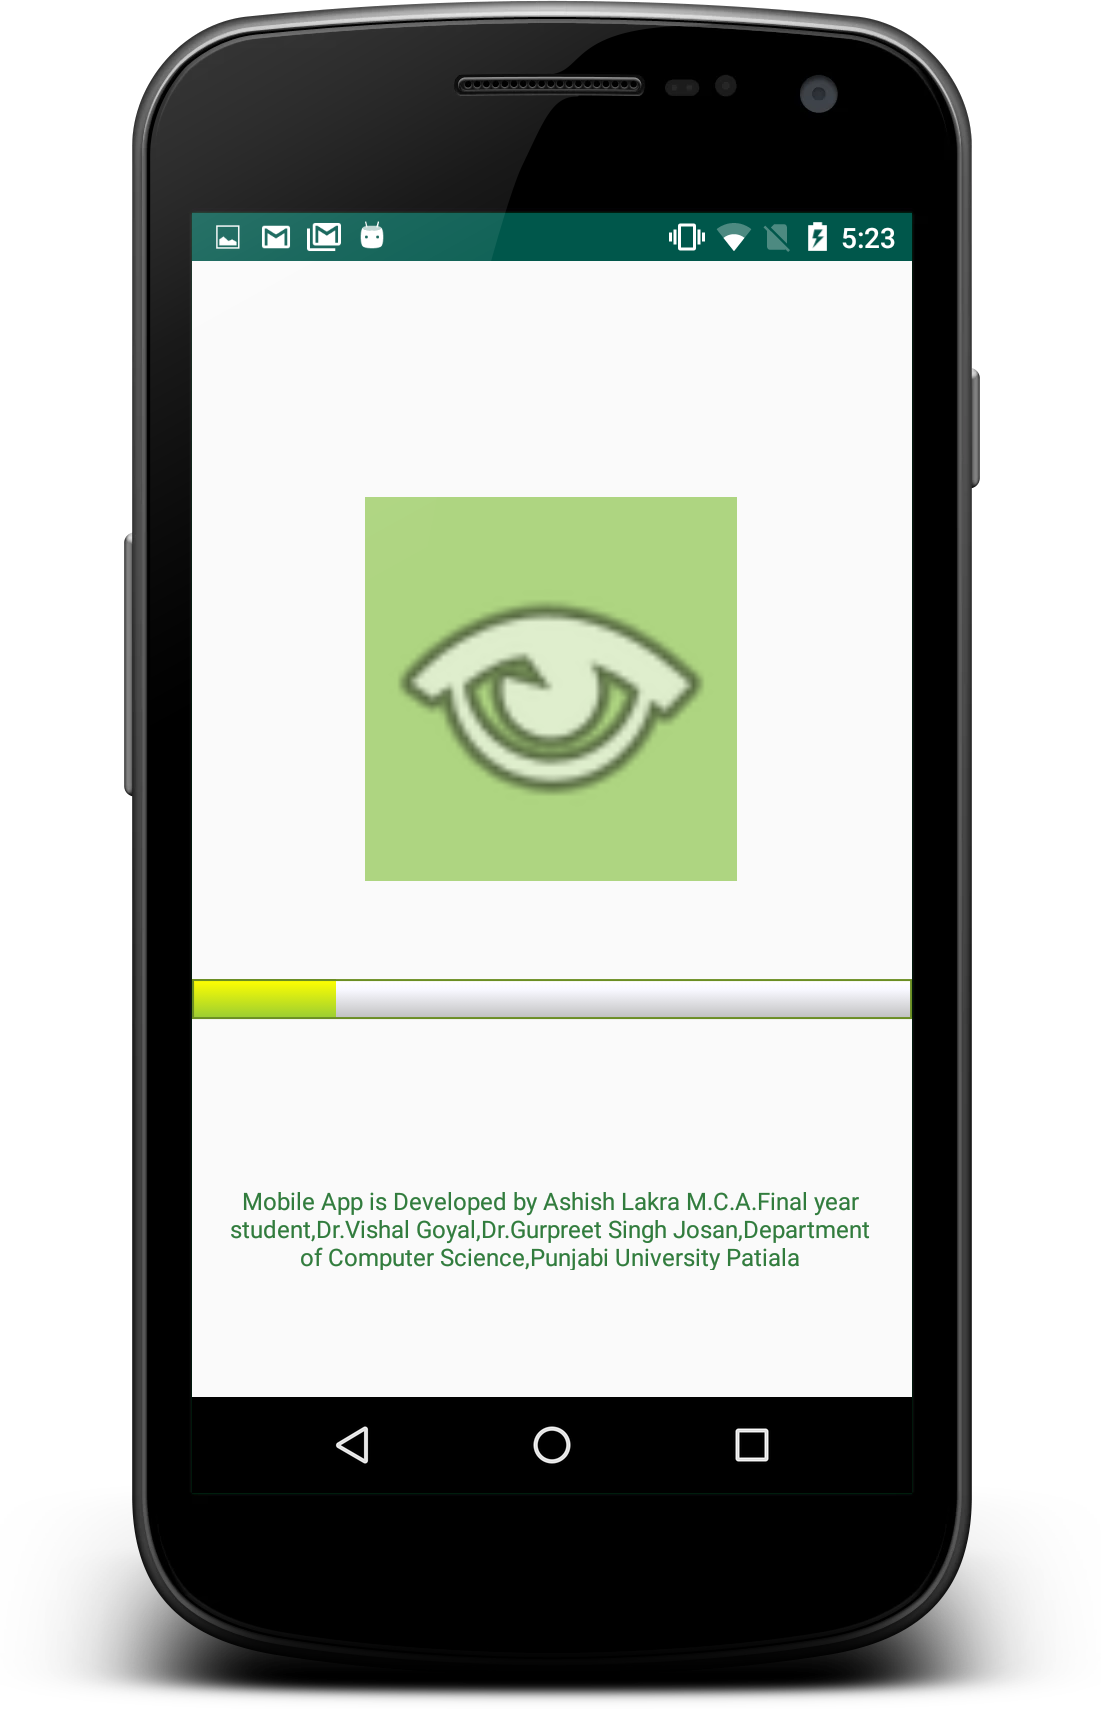 5:23
Mobile App is Developed by Ashish Lakra M.C.A.Final year
student,Dr.Vishal Goyal,Dr.Gurpreet Singh Josan,Department
of Computer Science,Punjabi University Patiala